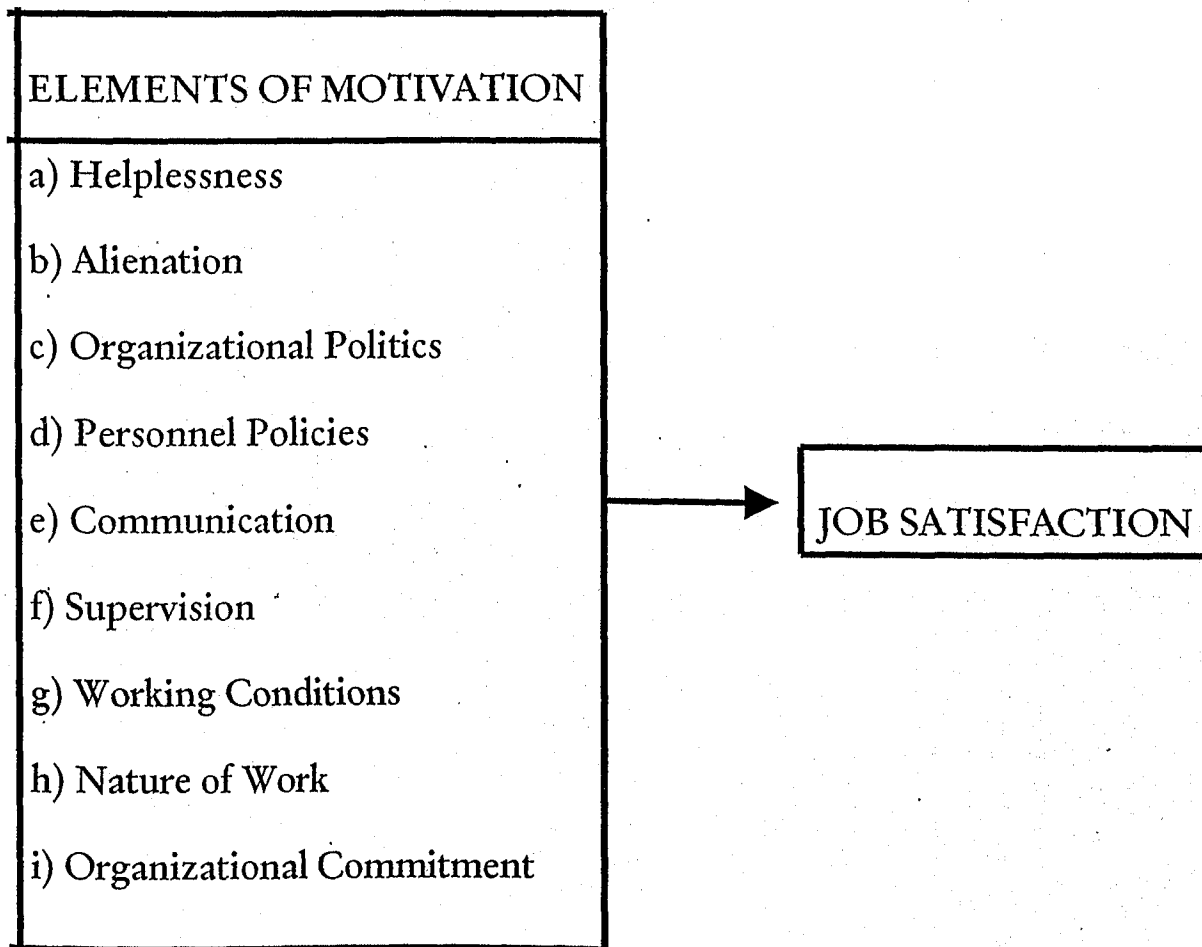 ELEMENTS OF MOTIVATION
a) Helplessness
b) Alienation
c) Organizational Politics
d) Personnel Policies
e) Communication
f) Supervision
g) Working Conditions
h) Nature of Work
i) Organizational Commitment
JOB SATISFACTION